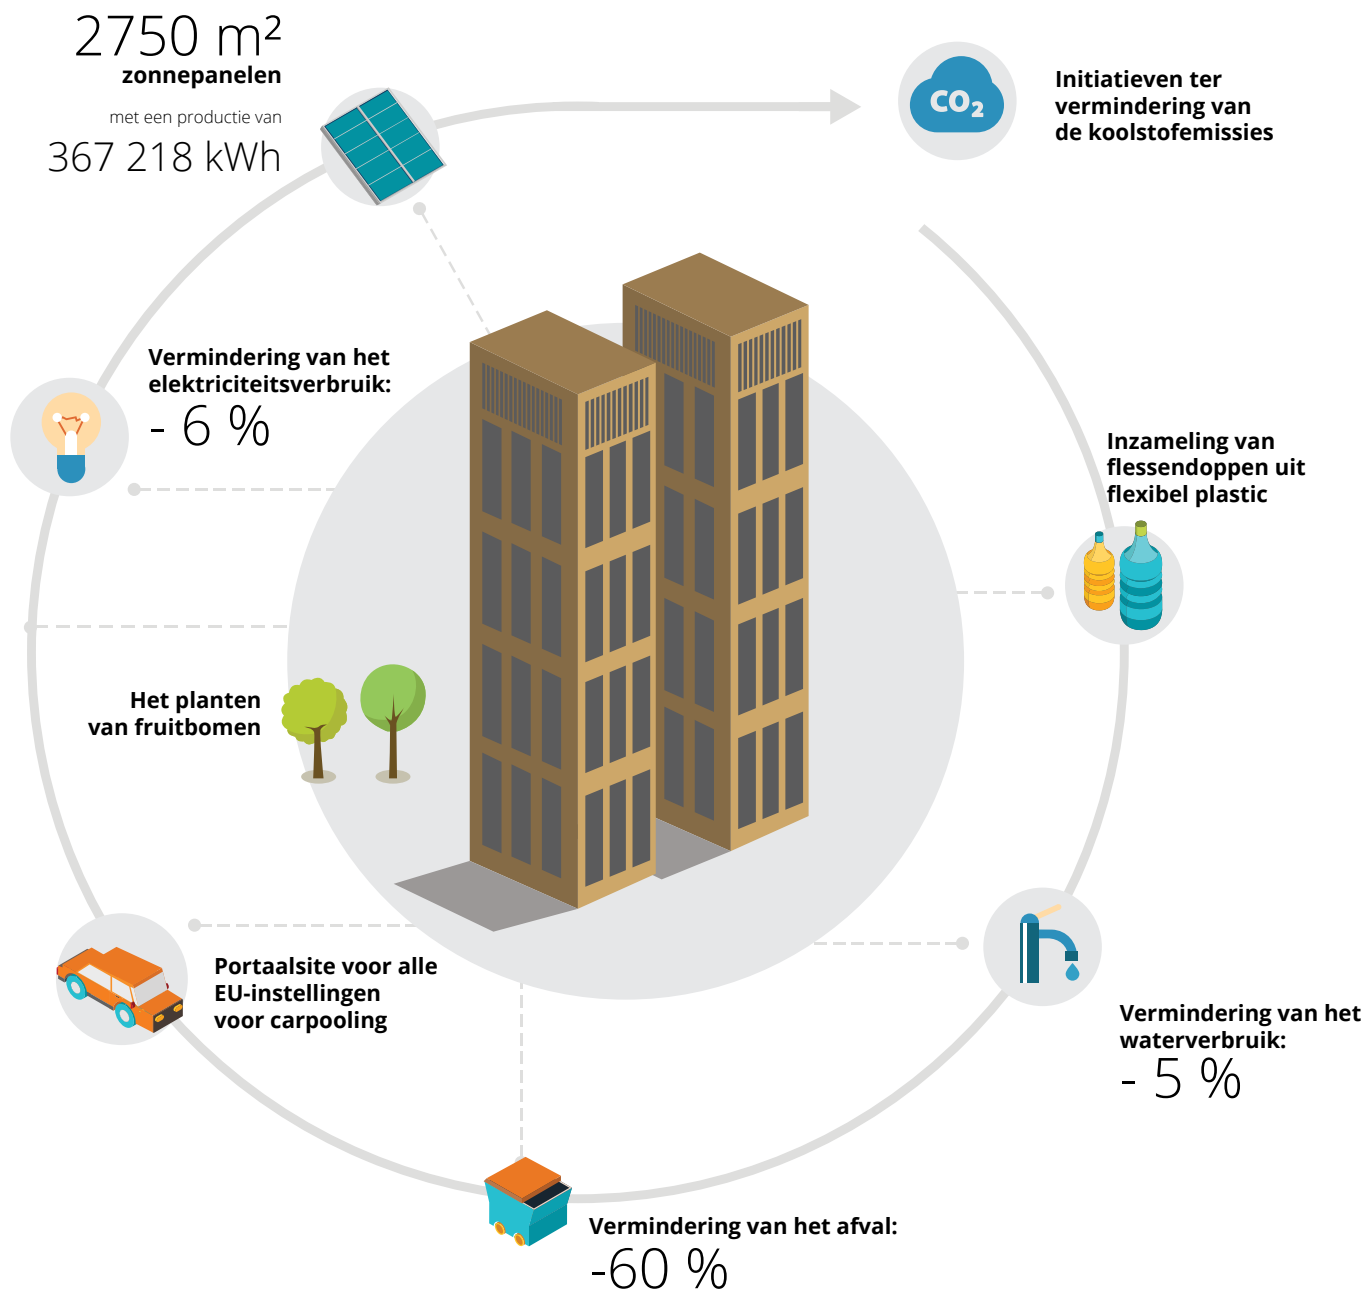 2750 m²
zonnepanelen
met een productie van
367 218 kWh
CO₂
Initiatieven ter
vermindering van
de koolstofemissies
Vermindering van het
elektriciteitsverbruik:
- 6 %
Inzameling van
flessendoppen uit
flexibel plastic
Het planten
van fruitbomen
Portaalsite voor alle
EU-instellingen
voor carpooling
Vermindering van het
waterverbruik:
- 5 %
Vermindering van het afval:
-60 %